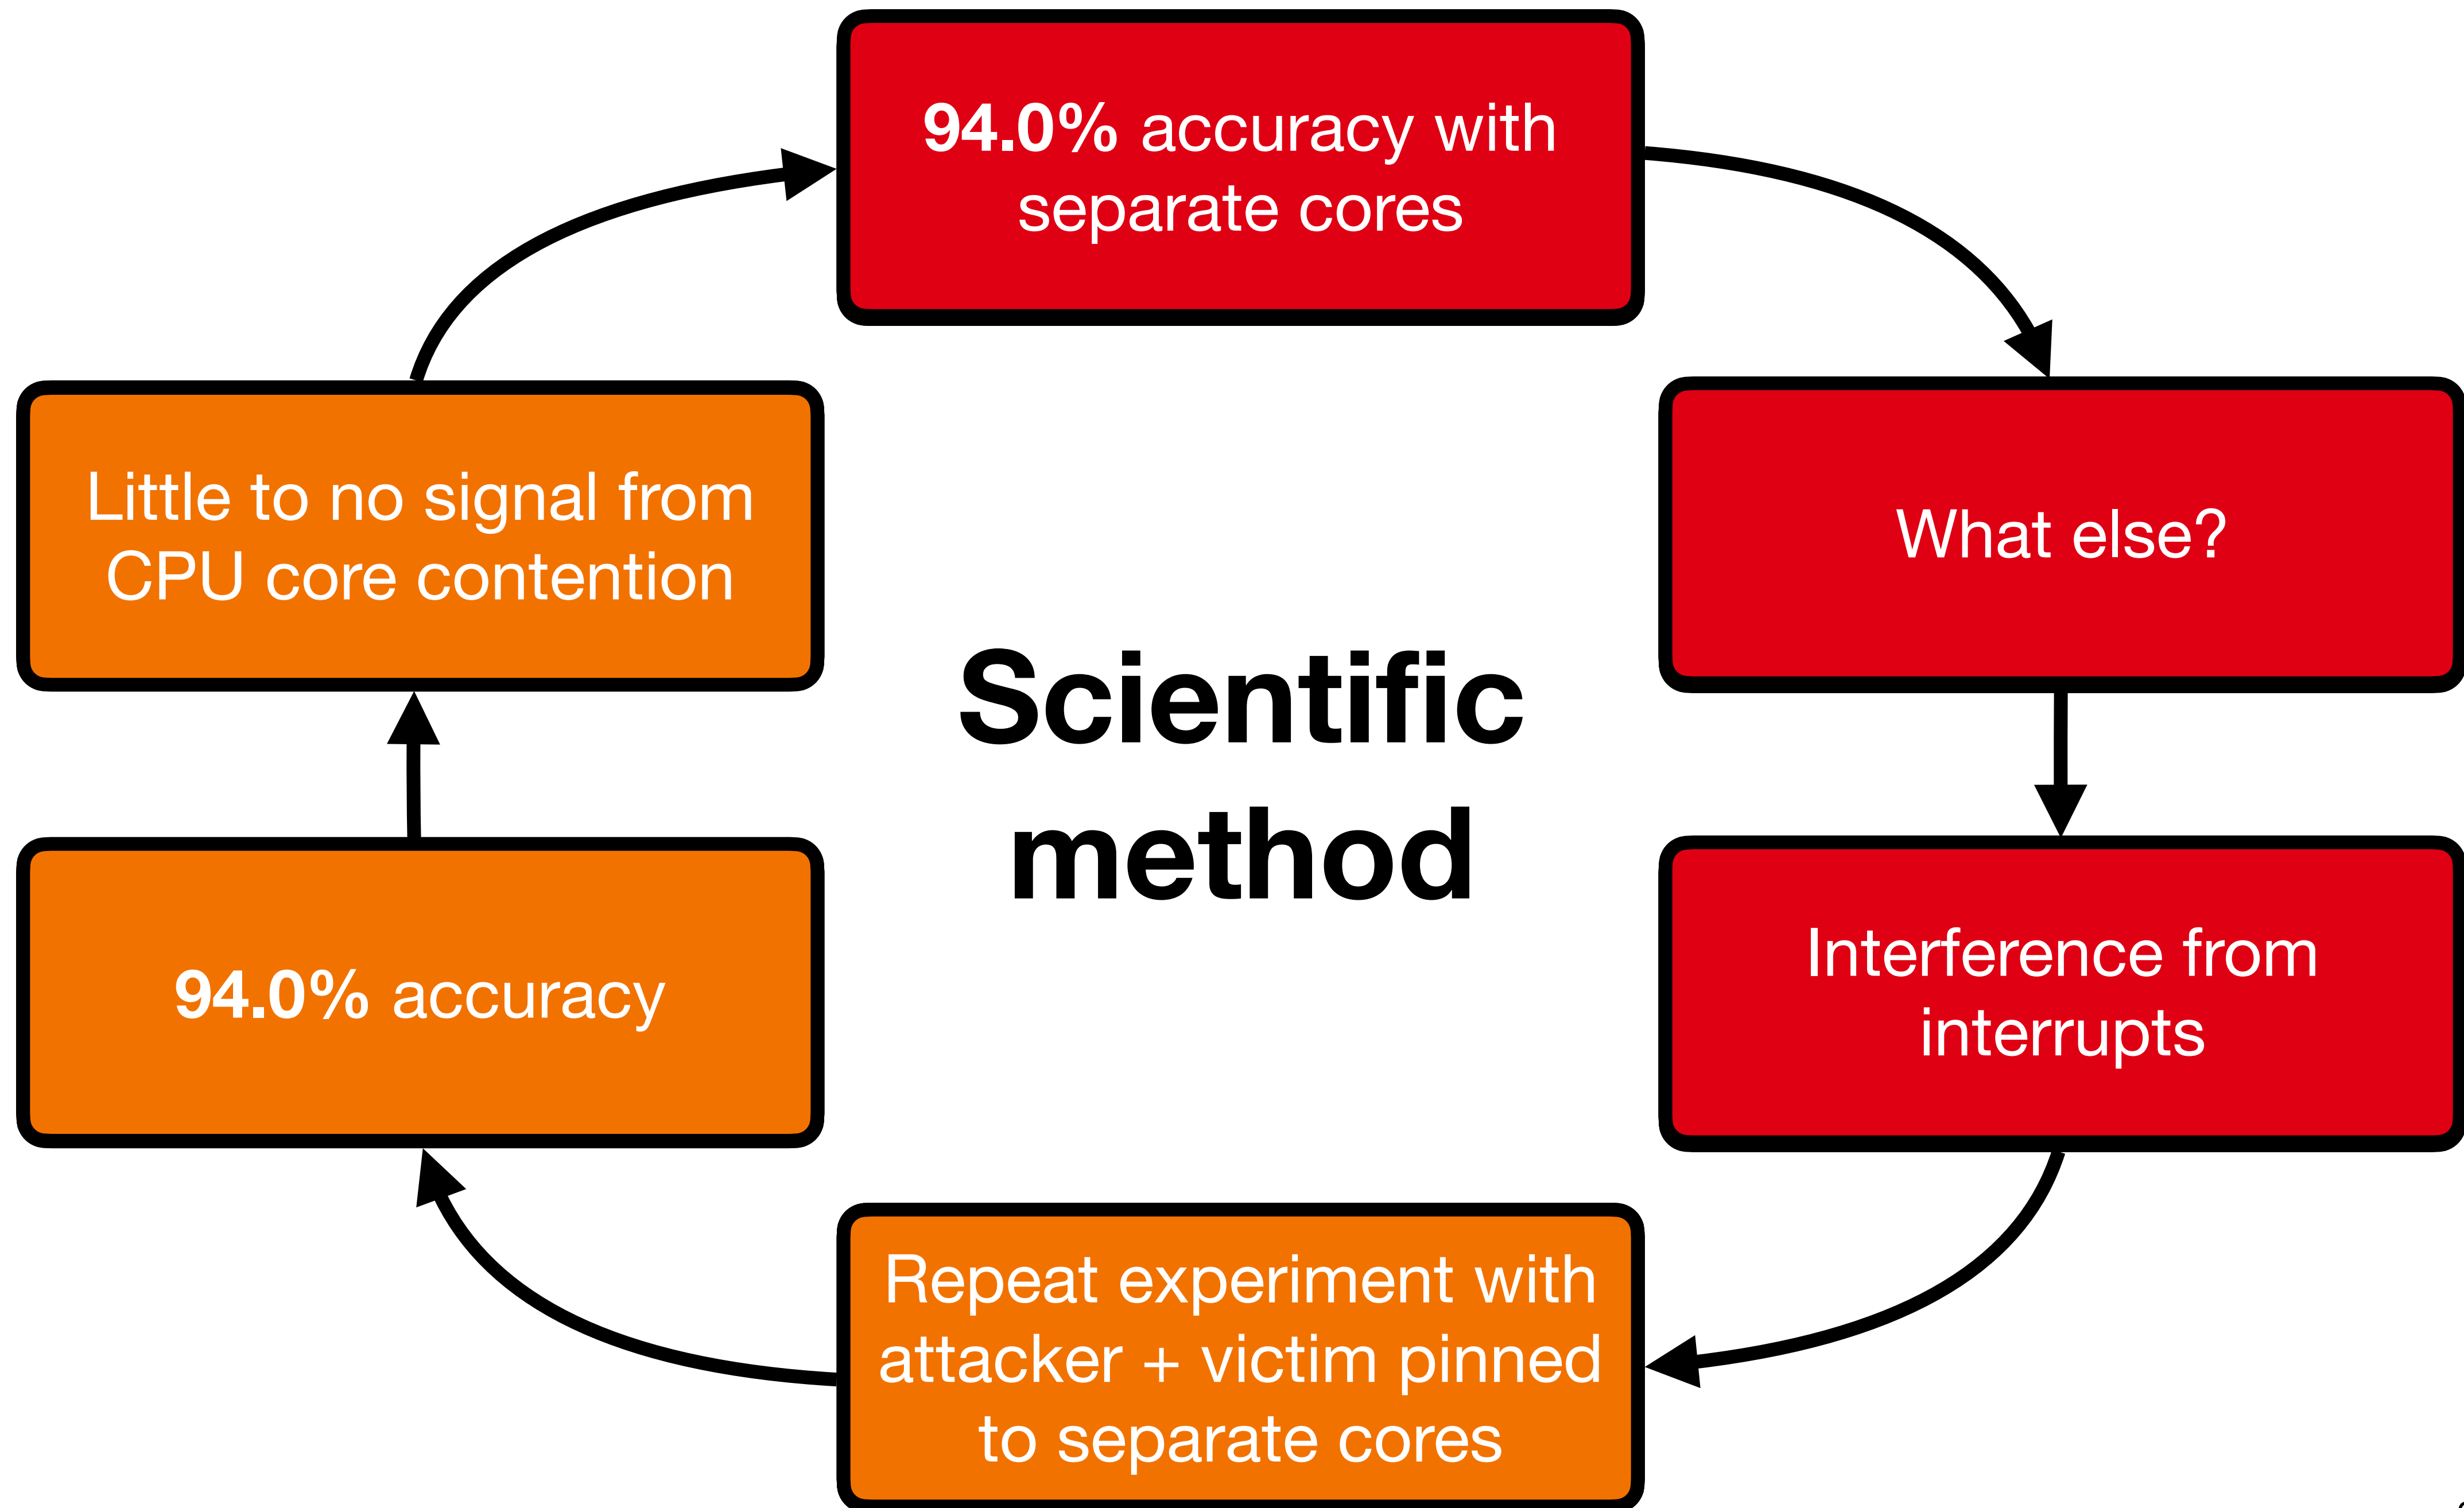 94.0% accuracy with
separate cores
Little to no signal from
CPU core contention
What else?
Scientific
method
94.0% accuracy
Interference from
interrupts
Repeat experiment with
attacker + victim pinned
to separate cores